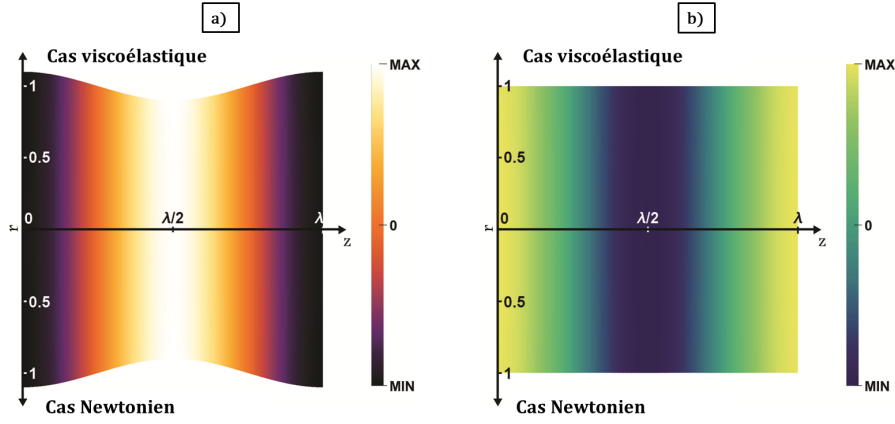 a)
Cas viscoélastique
1
0.5
0
λ/2
λ
r
z
0.5
1
Cas Newtonien
MAX
0
MIN
b)
Cas viscoélastique
1
0.5
0
λ/2
λ
r
z
0.5
1
Cas Newtonien
MAX
0
MIN